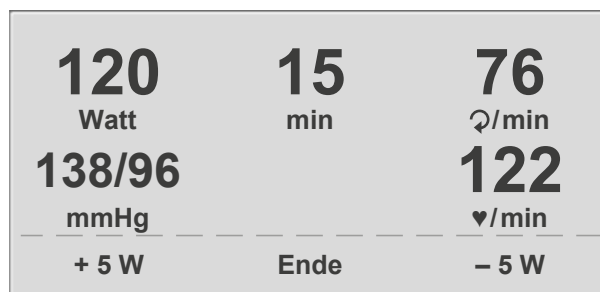 120 15 76
Watt min ↻/min
138/96 122
mmHg ♥/min
+ 5 W Ende – 5 W